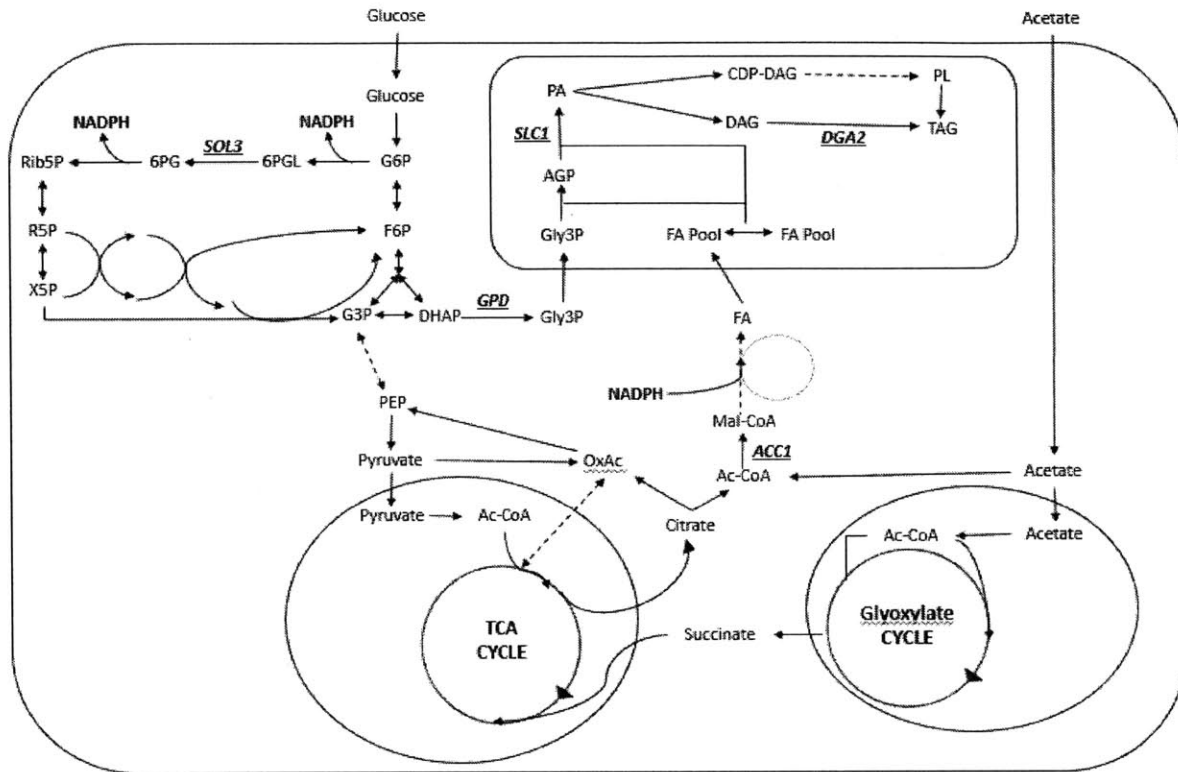 Glucose
Acetate
Glucose
CDP-DAG
PL
PA
NADPH
NADPH
SLC1
DAG
DGA2
TAG
Rib5P
6PG
SOL3
6PGL
G6P
AGP
R5P
F6P
Gly3P
FA Pool
FA Pool
X5P
G3P
DHAP
GPD
Gly3P
FA
NADPH
PEP
Mal-CoA
ACC1
Pyruvate
OxAc
Ac-CoA
Acetate
Pyruvate
Ac-CoA
Citrate
Ac-CoA
Acetate
TCA
CYCLE
Succinate
Glyoxylate
CYCLE